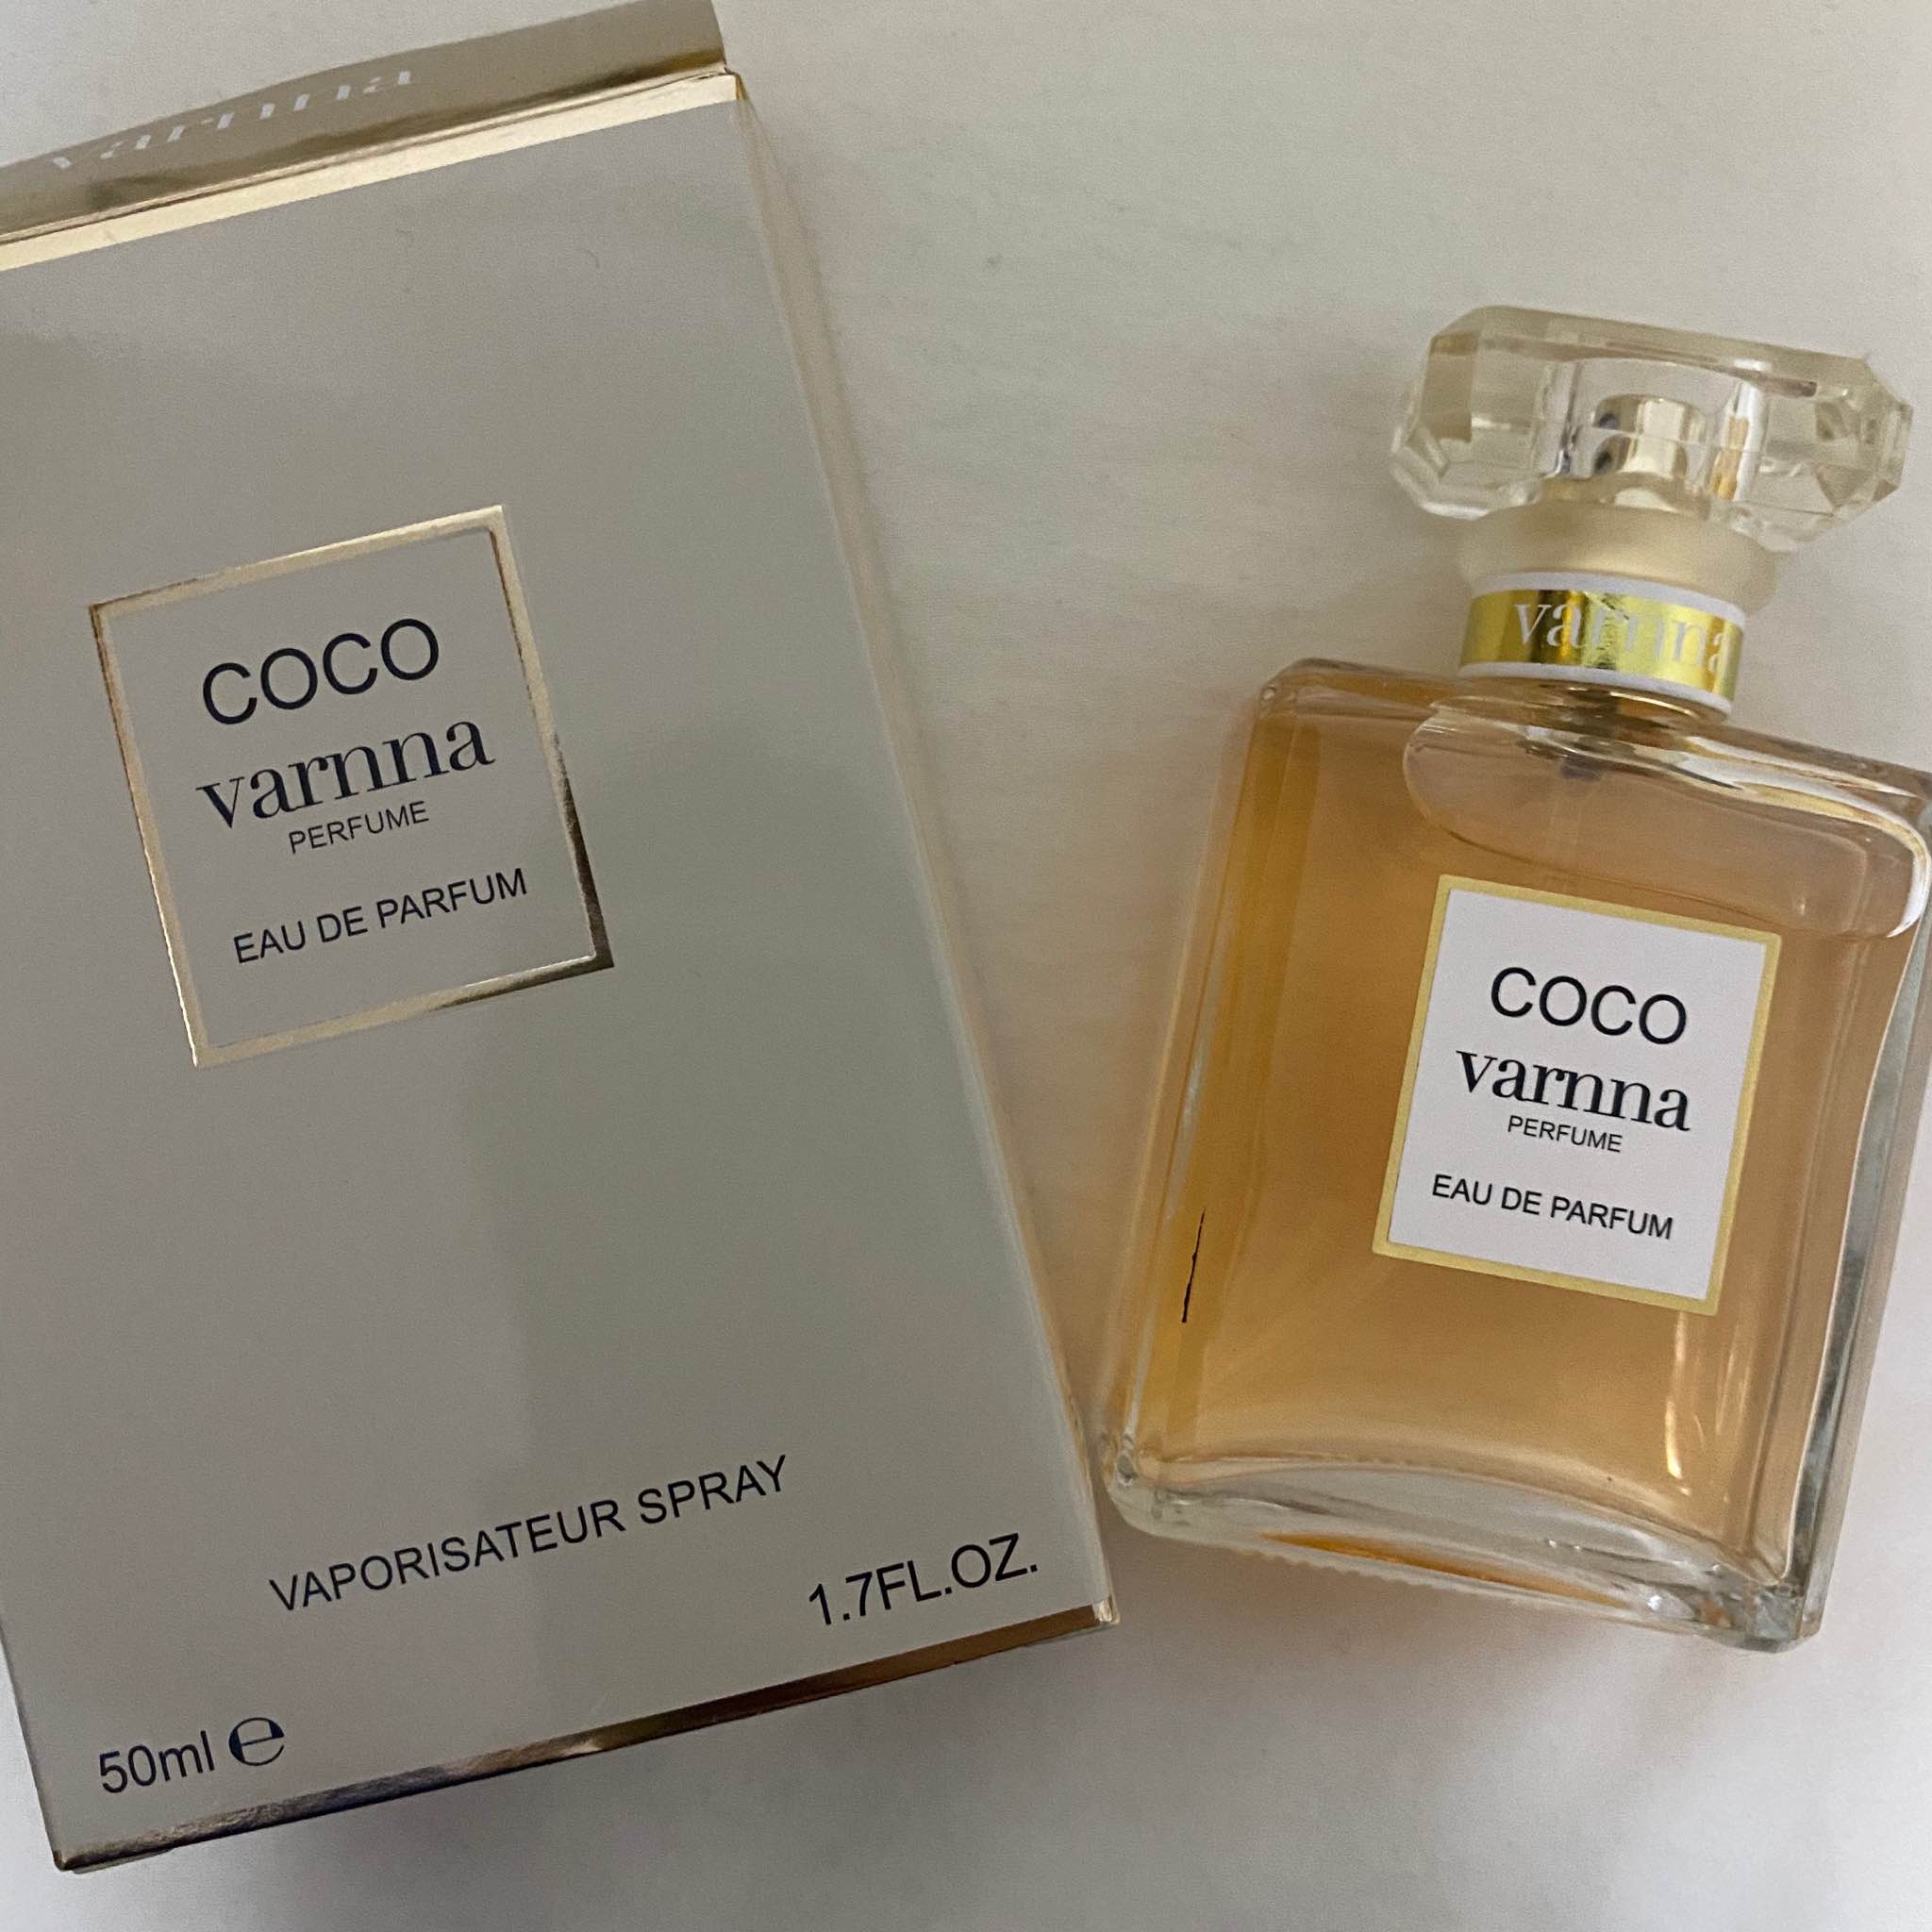 varnna
COCO
varnna
PERFUME
EAU DE PARFUM
VAPORISATEUR SPRAY
1.7FL.OZ.
50ml ℮
varnna
COCO
varnna
PERFUME
EAU DE PARFUM